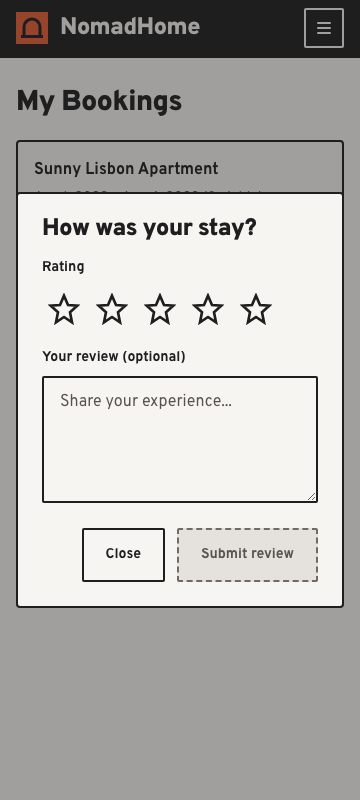 NomadHome
My Bookings
Sunny Lisbon Apartment
How was your stay?
Rating
Your review (optional)
Share your experience...
Close
Submit review